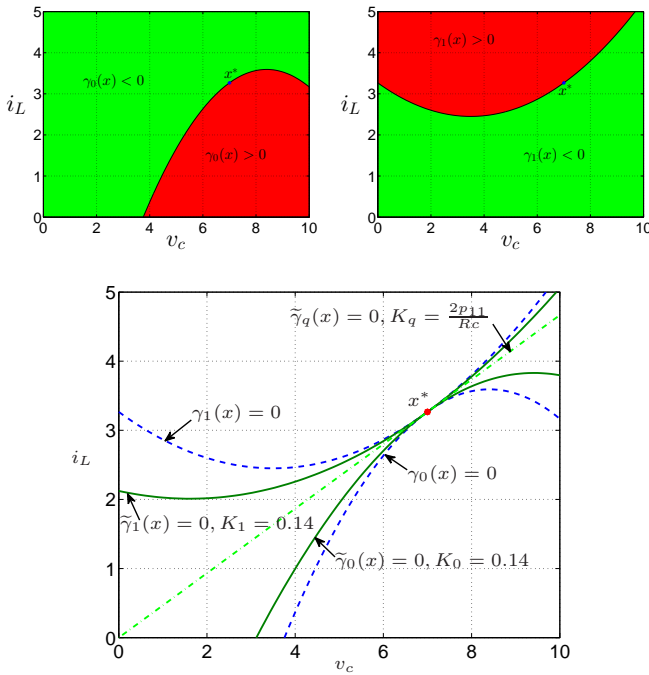 5
4
3
2
1
0
i_L
0 2 4 6 8 10
v_c
γ_0(x) < 0
x*
γ_0(x) > 0
5
4
3
2
1
0
i_L
0 2 4 6 8 10
v_c
γ_1(x) > 0
x*
γ_1(x) < 0
5
4
3
2
1
0
i_L
0 2 4 6 8 10
v_c
γ̃_q(x) = 0, K_q = 2p_11/Rc
x*
γ_1(x) = 0
γ_0(x) = 0
γ̃_1(x) = 0, K_1 = 0.14
γ̃_0(x) = 0, K_0 = 0.14